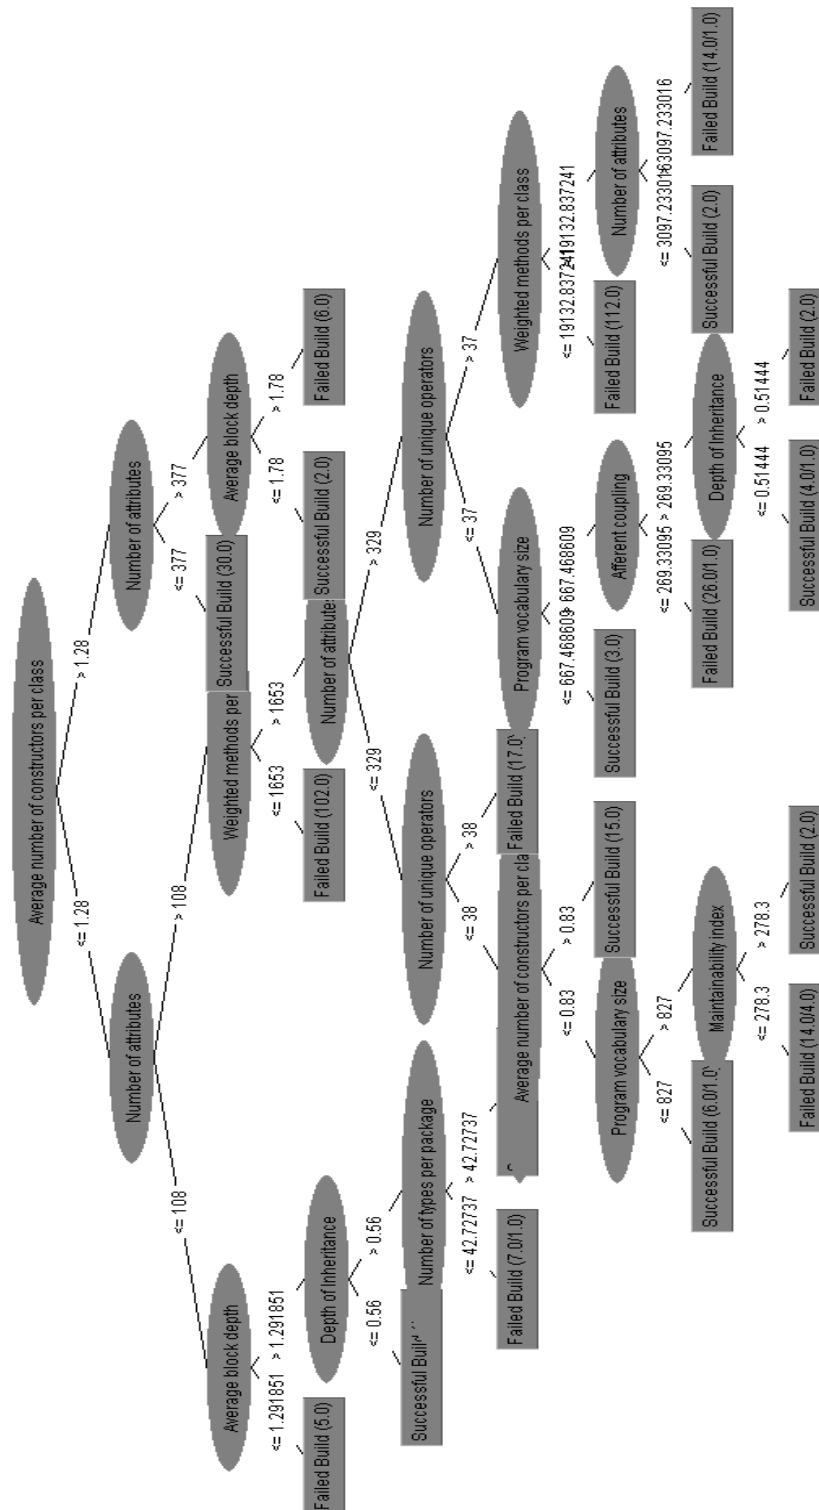 Average number of constructors per class
<= 1.28
> 1.28
Number of attributes
Number of attributes
<= 108
> 108
<= 377
> 377
Average block depth
Weighted methods per
Successful Build (30.0)
Average block depth
<= 1.291851
> 1.291851
<= 1653
> 1653
<= 1.78
> 1.78
Failed Build (5.0)
Depth of Inheritance
Failed Build (102.0)
Number of attributes
Successful Build (2.0)
Failed Build (6.0)
<= 0.56
> 0.56
<= 329
> 329
Successful
Number of types per package
Number of unique operators
Number of unique operators
<= 42.72737
> 42.72737
<= 38
> 38
<= 37
> 37
Failed Build (7.0/1.0)
Average number of constructors per cla
Failed Build (17.0)
Program vocabulary size
Weighted methods per class
<= 0.83
> 0.83
<= 667.468609
> 667.468609
<= 19132.837241
> 19132.837241
Program vocabulary size
Successful Build (15.0)
Successful Build (3.0)
Afferent coupling
Failed Build (112.0)
Number of attributes
<= 827
> 827
<= 269.33095
> 269.33095
<= 3097.233016
> 3097.233016
Successful Build (6.0/1.0)
Maintainability index
Failed Build (26.0/1.0)
Depth of Inheritance
Successful Build (2.0)
Failed Build (14.0/1.0)
<= 278.3
> 278.3
<= 0.51444
> 0.51444
Failed Build (14.0/4.0)
Successful Build (2.0)
Successful Build (4.0/1.0)
Failed Build (2.0)